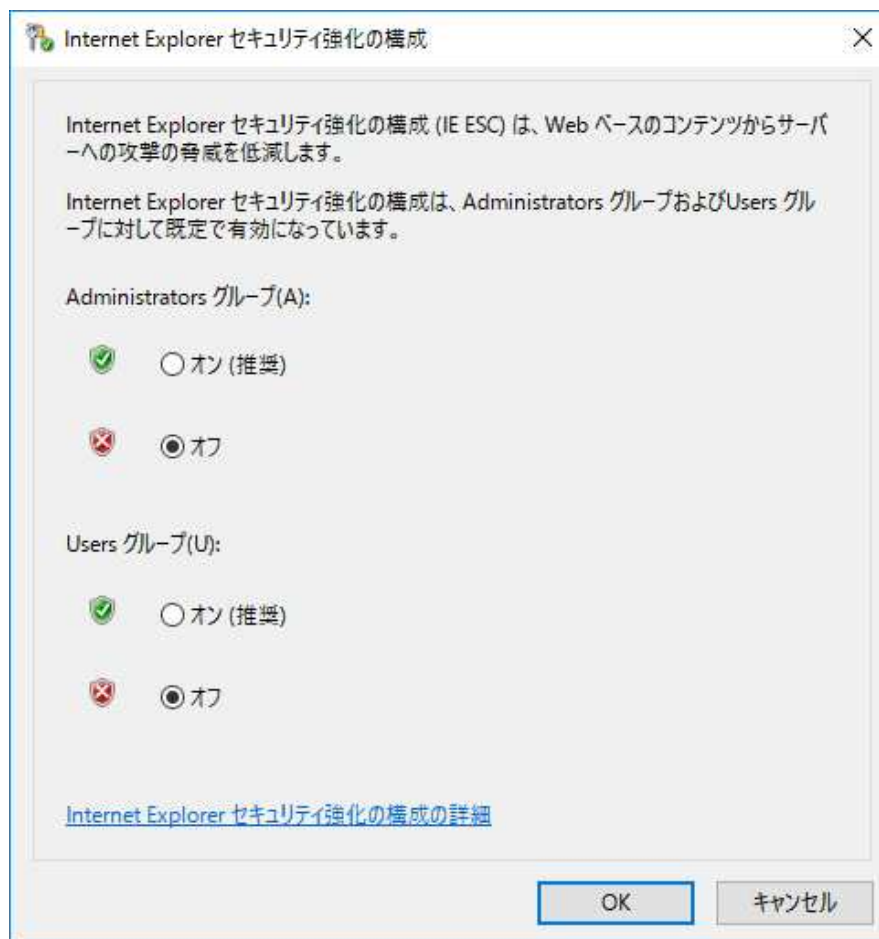 Internet Explorer セキュリティ強化の構成
Internet Explorer セキュリティ強化の構成 (IE ESC) は、Web ベースのコンテンツからサーバ
ーへの攻撃の脅威を低減します。
Internet Explorer セキュリティ強化の構成は、Administrators グループおよびUsers グル
ープに対して既定で有効になっています。
Administrators グループ(A):
オン (推奨)
オフ
Users グループ(U):
オン (推奨)
オフ
Internet Explorer セキュリティ強化の構成の詳細
OK キャンセル